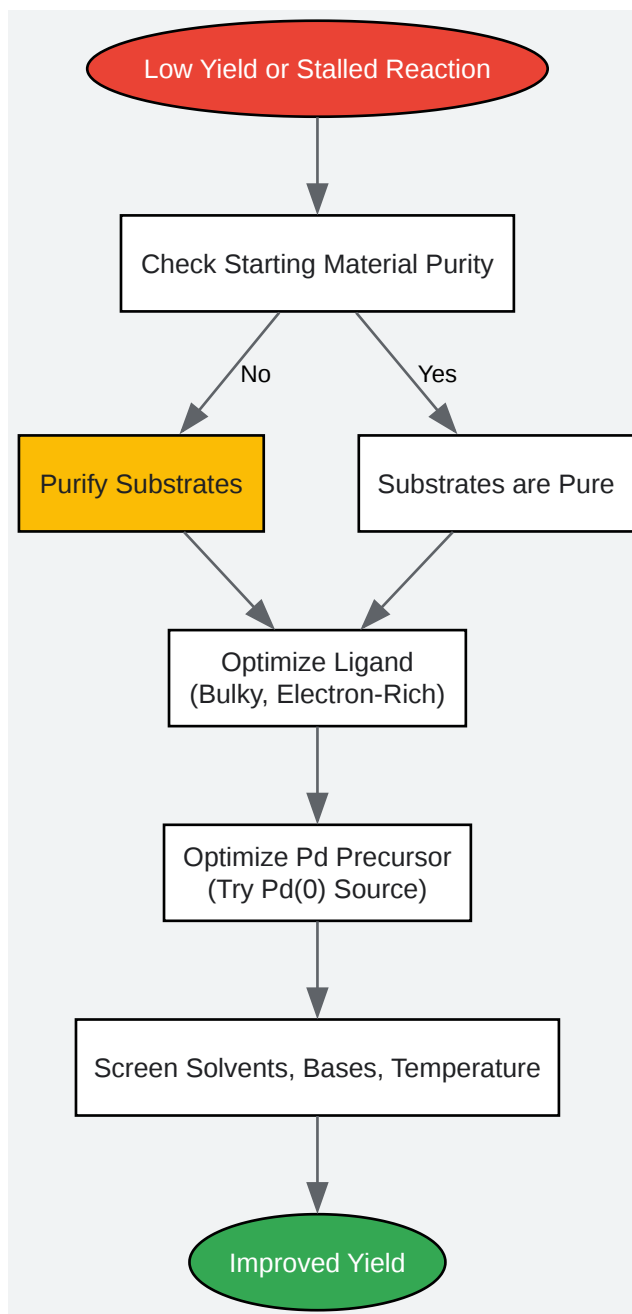 Low Yield or Stalled Reaction
Check Starting Material Purity
No
Yes
Purify Substrates
Substrates are Pure
Optimize Ligand
(Bulky, Electron-Rich)
Optimize Pd Precursor
(Try Pd(0) Source)
Screen Solvents, Bases, Temperature
Improved Yield